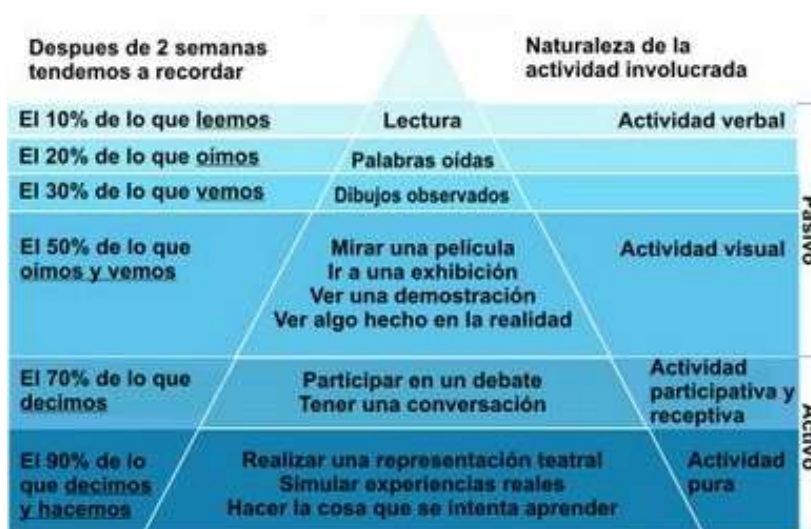 Despues de 2 semanas
tendemos a recordar
Naturaleza de la
actividad involucrada
El 10% de lo que leemos
Lectura
Actividad verbal
El 20% de lo que oimos
Palabras oídas
El 30% de lo que vemos
Dibujos observados
El 50% de lo que
oimos y vemos
Mirar una película
Ir a una exhibición
Ver una demostración
Ver algo hecho en la realidad
Actividad visual
Pasivo
El 70% de lo que
decimos
Participar en un debate
Tener una conversación
Actividad
participativa y
receptiva
El 90% de lo
que decimos
y hacemos
Realizar una representación teatral
Simular experiencias reales
Hacer la cosa que se intenta aprender
Actividad
pura
Activo